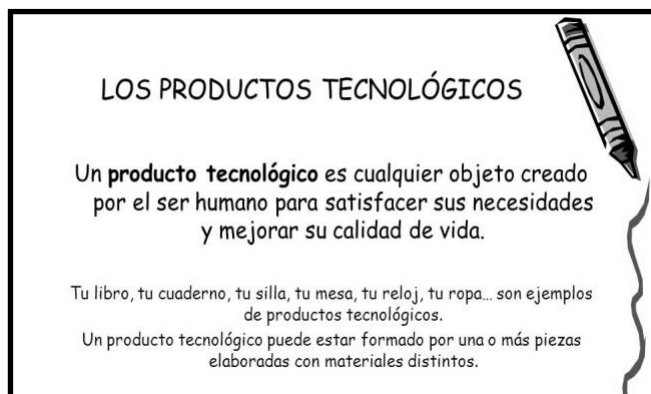 LOS PRODUCTOS TECNOLÓGICOS
Un producto tecnológico es cualquier objeto creado
por el ser humano para satisfacer sus necesidades
y mejorar su calidad de vida.
Tu libro, tu cuaderno, tu silla, tu mesa, tu reloj, tu ropa... son ejemplos
de productos tecnológicos.
Un producto tecnológico puede estar formado por una o más piezas
elaboradas con materiales distintos.